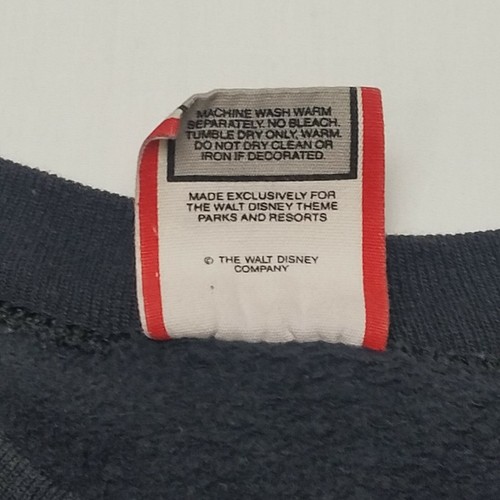 MACHINE WASH WARM
SEPARATELY. NO BLEACH.
TUMBLE DRY ONLY, WARM.
DO NOT DRY CLEAN OR
IRON IF DECORATED.
MADE EXCLUSIVELY FOR
THE WALT DISNEY THEME
PARKS AND RESORTS
© THE WALT DISNEY
COMPANY